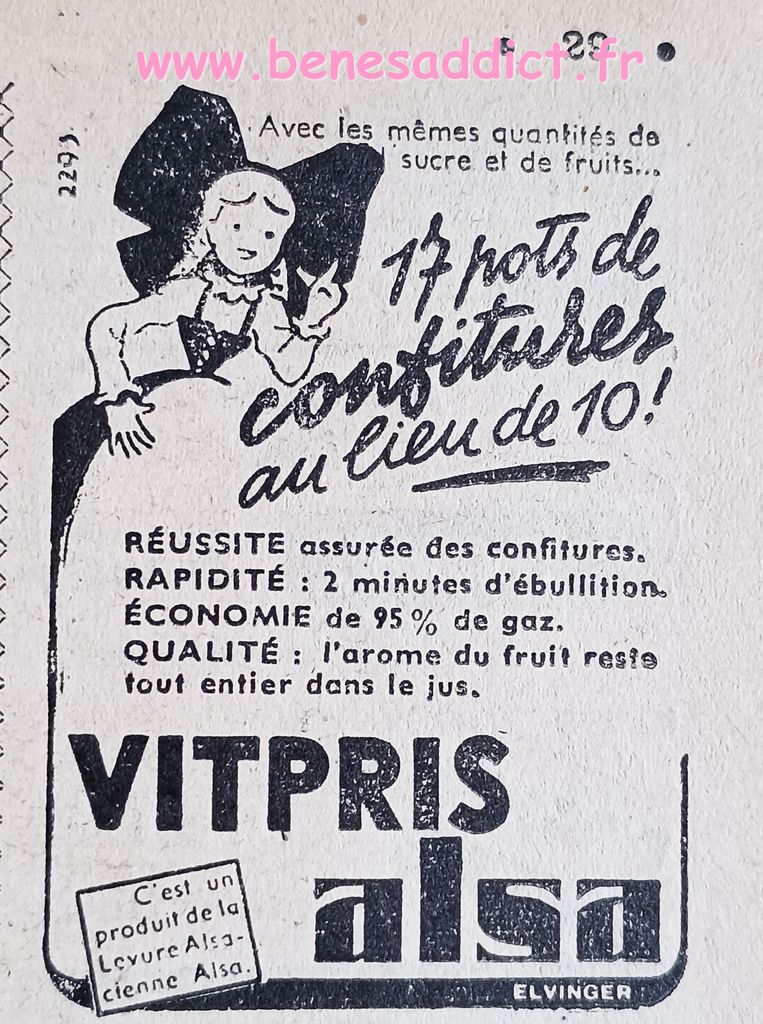 www.benesaddict.fr
29
2293.
Avec les mêmes quantités de
sucre et de fruits...
17 pots de
confitures
au lieu de 10!
RÉUSSITE assurée des confitures.
RAPIDITÉ : 2 minutes d'ébullition.
ÉCONOMIE de 95% de gaz.
QUALITÉ : l'arome du fruit reste
tout entier dans le jus.
VITPRIS
alsa
C'est un
produit de la
Levure Alsa-
cienne Alsa.
ELVINGER